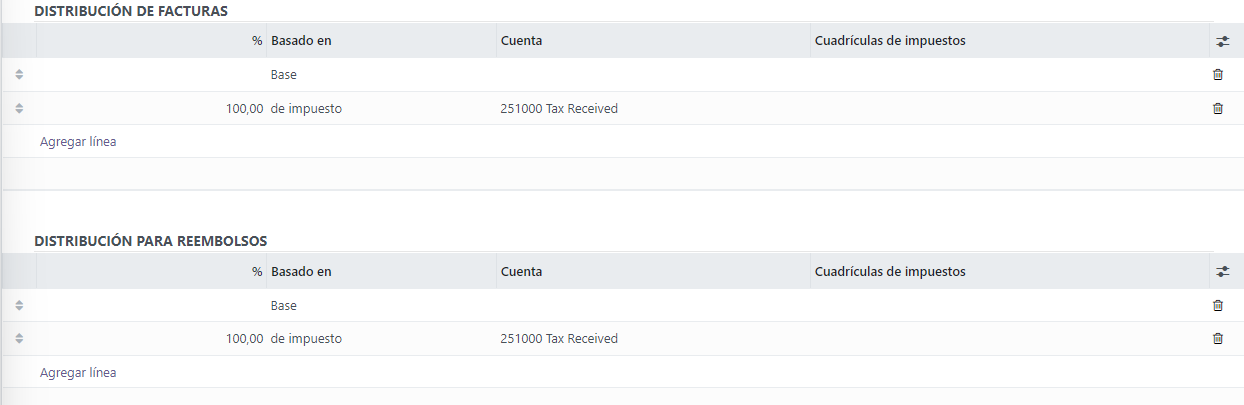 DISTRIBUCIÓN DE FACTURAS
% Basado en Cuenta Cuadrículas de impuestos
Base
100,00 de impuesto 251000 Tax Received
Agregar línea
DISTRIBUCIÓN PARA REEMBOLSOS
% Basado en Cuenta Cuadrículas de impuestos
Base
100,00 de impuesto 251000 Tax Received
Agregar línea